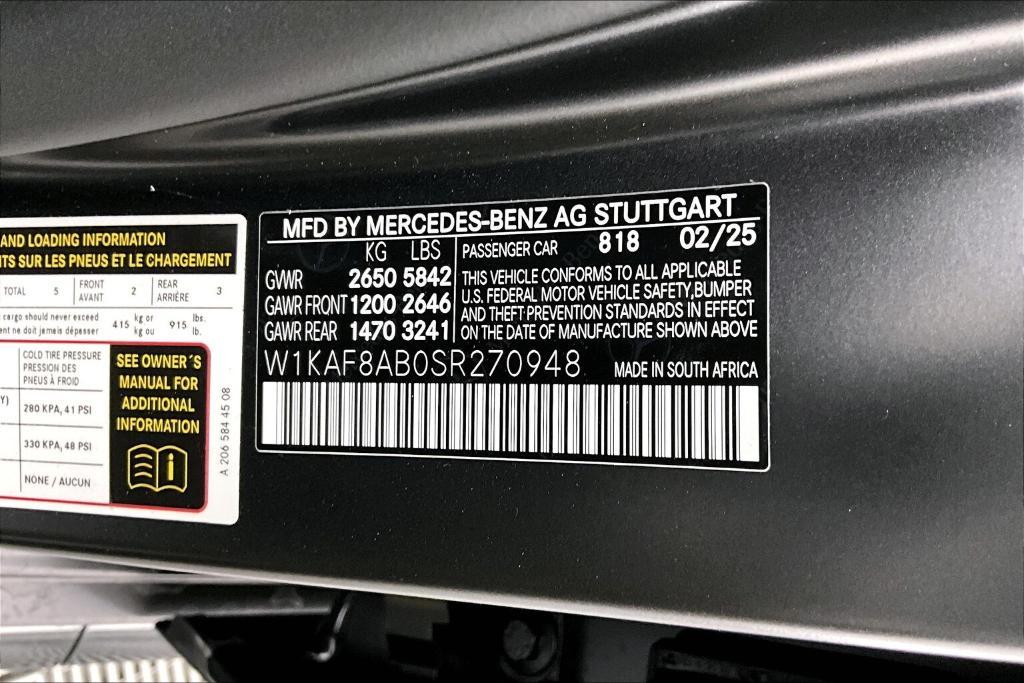 AND LOADING INFORMATION
TS SUR LES PNEUS ET LE CHARGEMENT
TOTAL 5 FRONT AVANT 2 REAR ARRIÈRE 3
cargo should never exceed 415 kg or 915 lbs.
ent ne doit jamais dépasser kg ou lb.
COLD TIRE PRESSURE
PRESSION DES
PNEUS À FROID
280 KPA, 41 PSI
330 KPA, 48 PSI
NONE / AUCUN
SEE OWNER´S
MANUAL FOR
ADDITIONAL
INFORMATION
A 206 584 45 08
MFD BY MERCEDES-BENZ AG STUTTGART
KG LBS
GVWR 2650 5842
GAWR FRONT 1200 2646
GAWR REAR 1470 3241
PASSENGER CAR 818 02/25
THIS VEHICLE CONFORMS TO ALL APPLICABLE
U.S. FEDERAL MOTOR VEHICLE SAFETY,BUMPER
AND THEFT-PREVENTION STANDARDS IN EFFECT
ON THE DATE OF MANUFACTURE SHOWN ABOVE
W1KAF8AB0SR270948
MADE IN SOUTH AFRICA